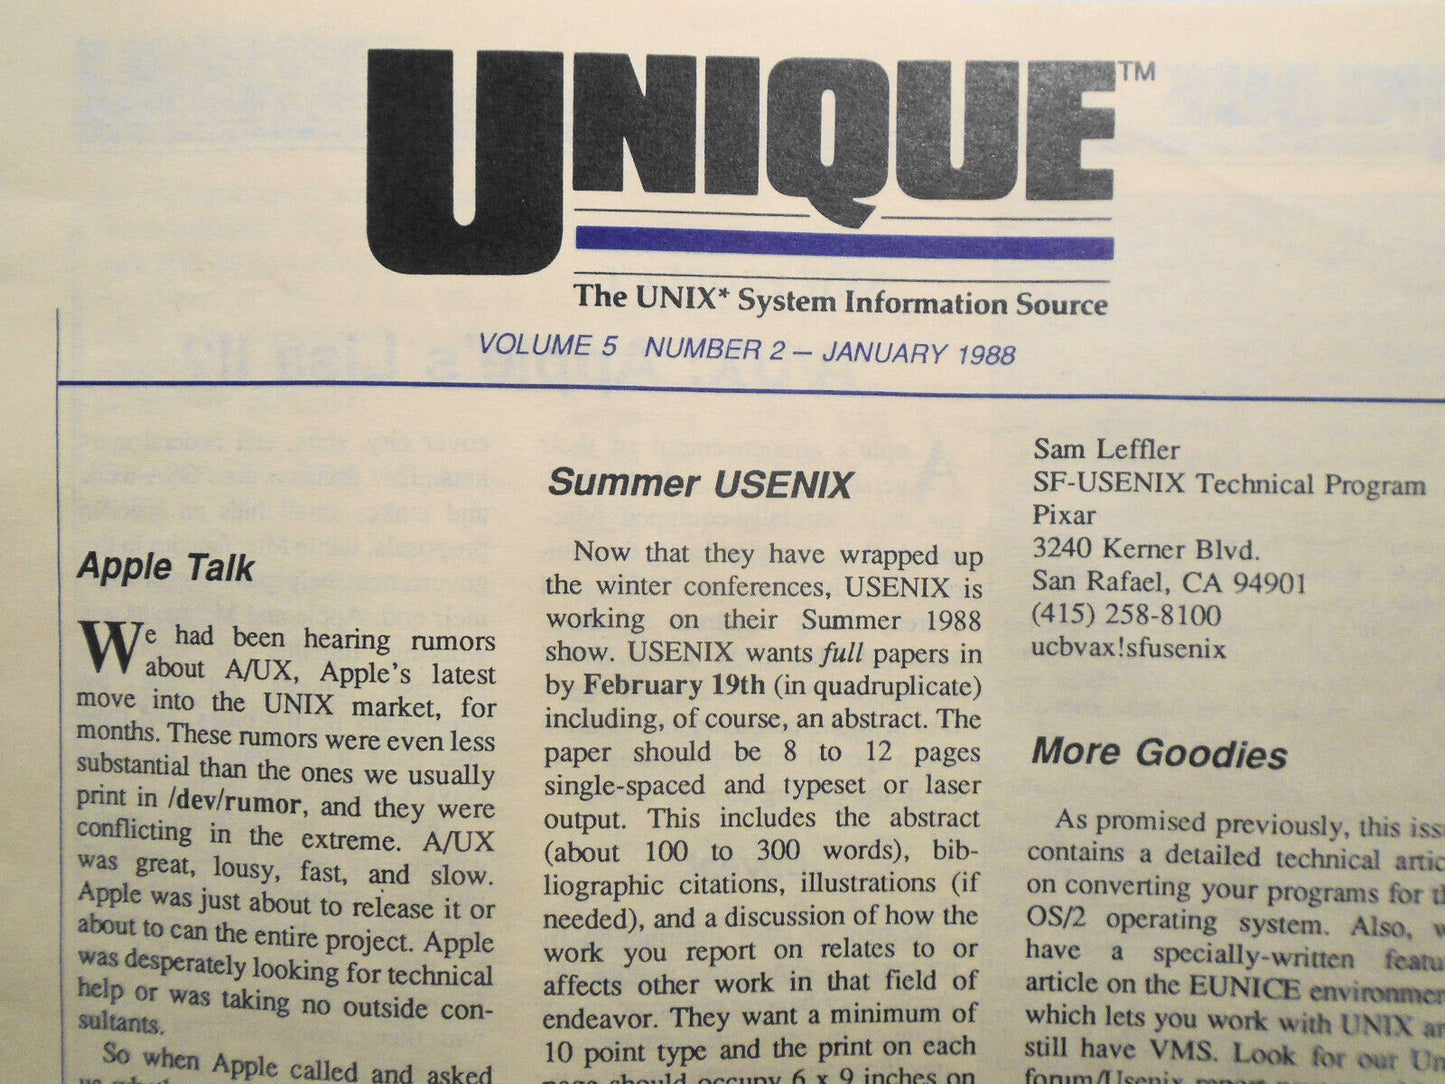 UNIQUE™
The UNIX* System Information Source
VOLUME 5 NUMBER 2 – JANUARY 1988
Apple Talk
We had been hearing rumors
about A/UX, Apple's latest
move into the UNIX market, for
months. These rumors were even less
substantial than the ones we usually
print in /dev/rumor, and they were
conflicting in the extreme. A/UX
was great, lousy, fast, and slow.
Apple was just about to release it or
about to can the entire project. Apple
was desperately looking for technical
help or was taking no outside con-
sultants.
So when Apple called and asked
Summer USENIX
Now that they have wrapped up
the winter conferences, USENIX is
working on their Summer 1988
show. USENIX wants full papers in
by February 19th (in quadruplicate)
including, of course, an abstract. The
paper should be 8 to 12 pages
single-spaced and typeset or laser
output. This includes the abstract
(about 100 to 300 words), bib-
liographic citations, illustrations (if
needed), and a discussion of how the
work you report on relates to or
affects other work in that field of
endeavor. They want a minimum of
10 point type and the print on each
page should occupy 6 x 9 inches on
Sam Leffler
SF-USENIX Technical Program
Pixar
3240 Kerner Blvd.
San Rafael, CA 94901
(415) 258-8100
ucbvax!sfusenix
More Goodies
As promised previously, this iss
contains a detailed technical artic
on converting your programs for th
OS/2 operating system. Also, w
have a specially-written featu
article on the EUNICE environmen
which lets you work with UNIX an
still have VMS. Look for our Un
forum/Usenix